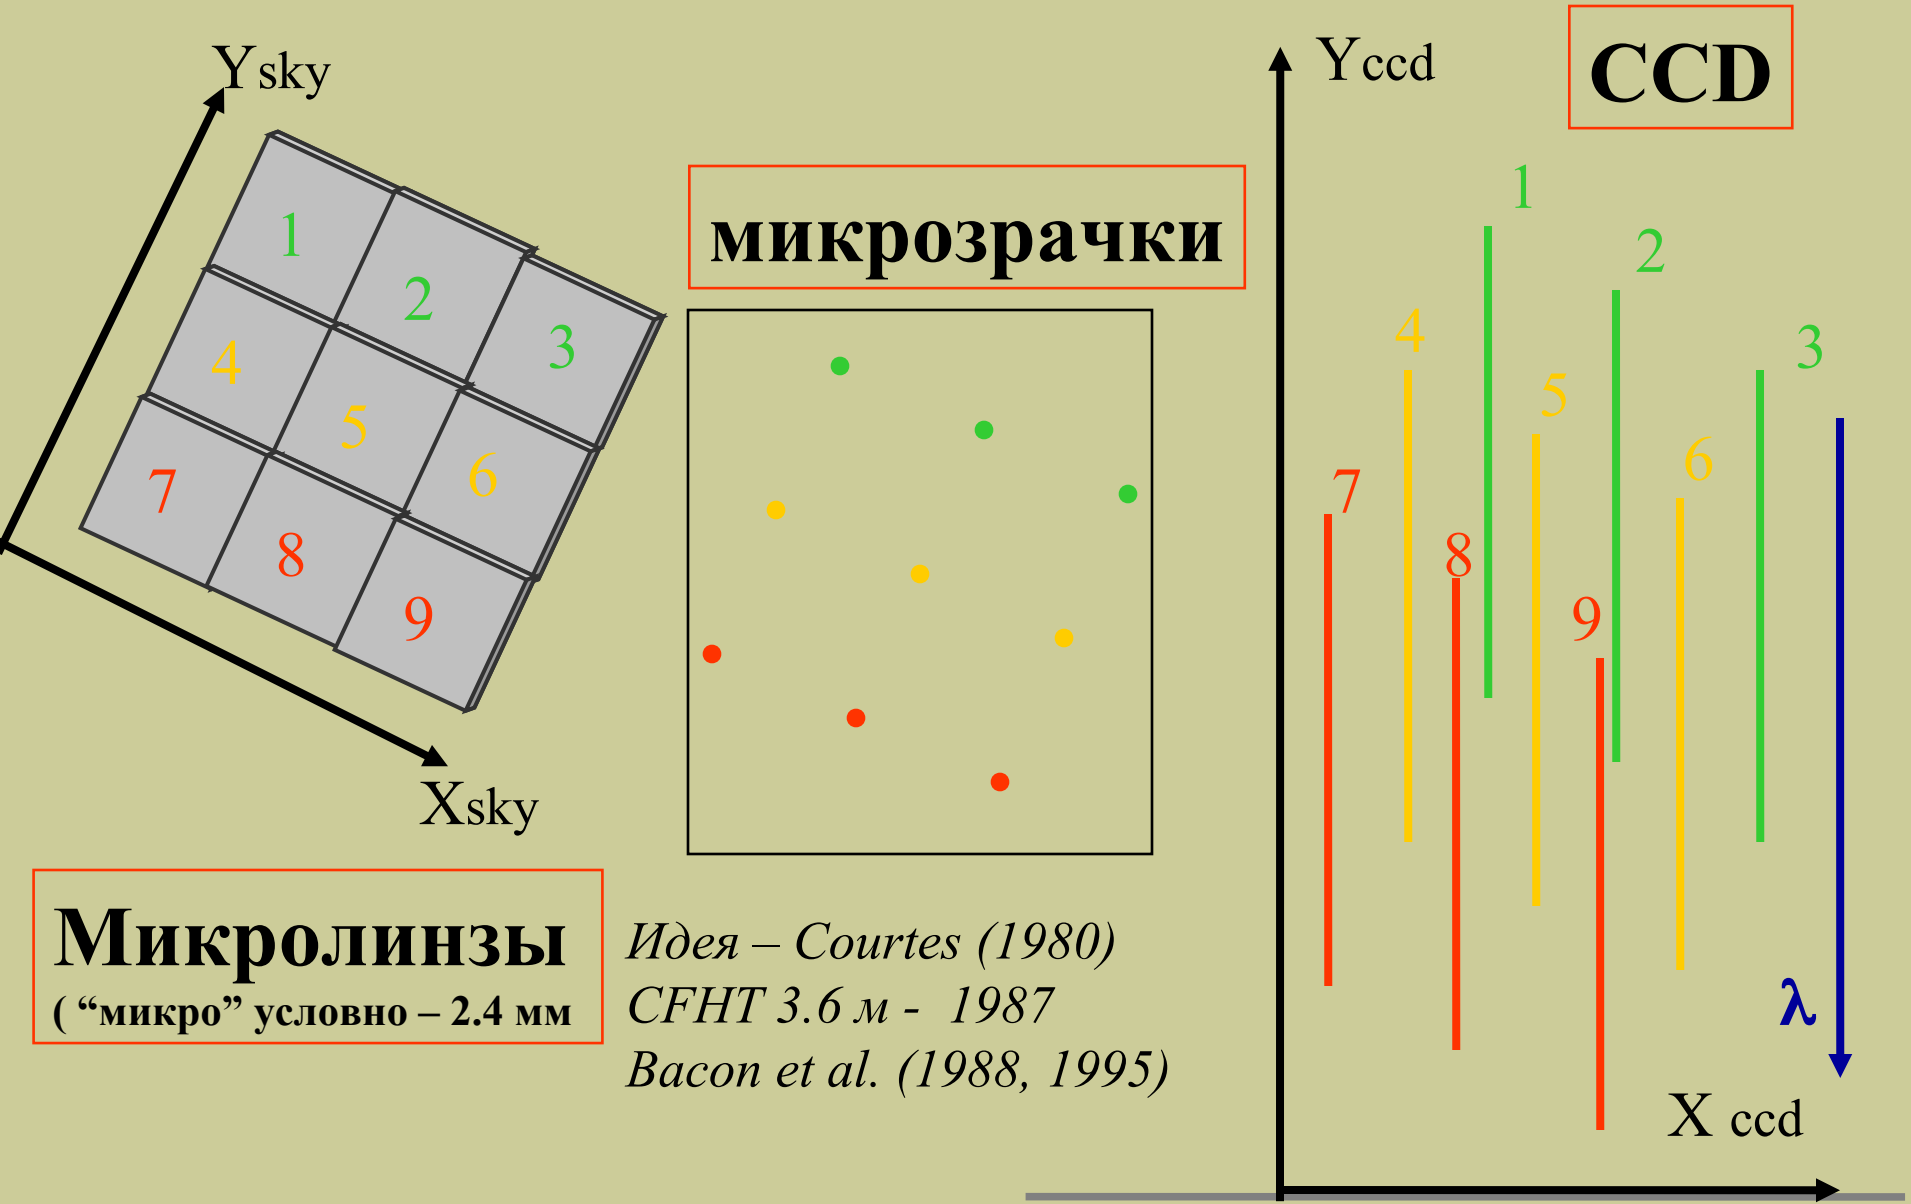 Ysky
1
2
3
4
5
6
7
8
9
Xsky
Микролинзы
( “микро” условно – 2.4 мм
микрозрачки
Идея – Courtes (1980)
CFHT 3.6 м - 1987
Bacon et al. (1988, 1995)
CCD
Yccd
1
2
3
4
5
6
7
8
9
λ
X ccd